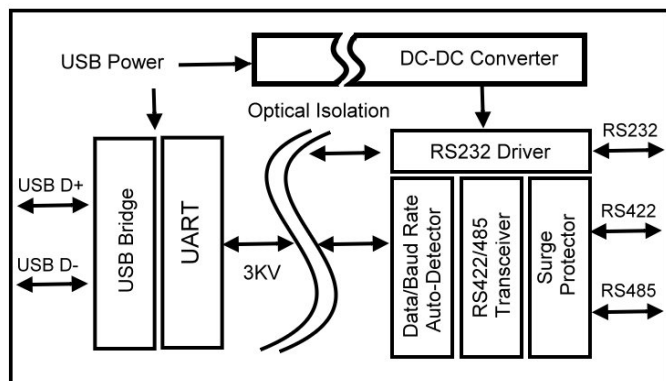 USB Power
DC-DC Converter
Optical Isolation
RS232 Driver
RS232
USB D+
USB D-
USB Bridge
UART
3KV
Data/Baud Rate
Auto-Detector
RS422/485
Transceiver
Surge
Protector
RS422
RS485